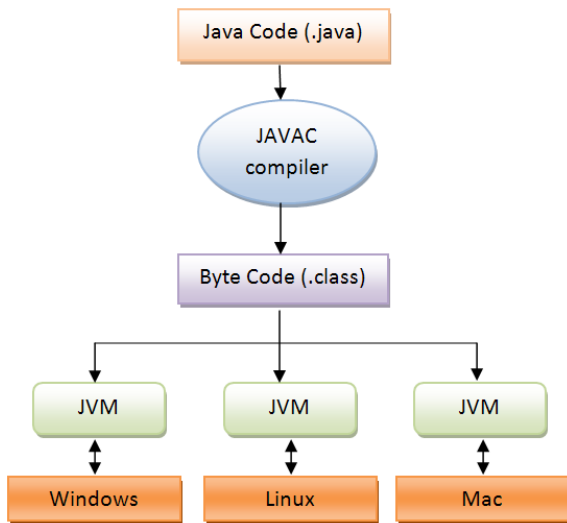 Java Code (.java)
JAVAC
compiler
Byte Code (.class)
JVM
JVM
JVM
Windows
Linux
Mac